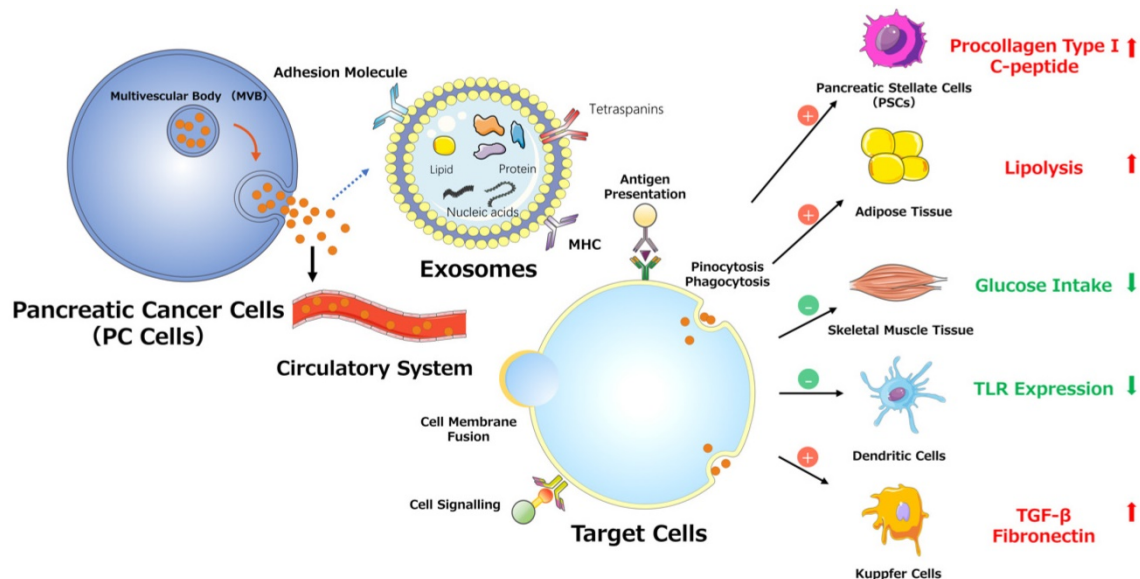 Multivescular Body （MVB）
Pancreatic Cancer Cells
（PC Cells）
Adhesion Molecule
Tetraspanins
Lipid
Protein
Nucleic acids
MHC
Exosomes
Circulatory System
Antigen
Presentation
Pinocytosis
Phagocytosis
Cell Membrane
Fusion
Cell Signalling
Target Cells
+
Pancreatic Stellate Cells
(PSCs)
Procollagen Type I
C-peptide
+
Adipose Tissue
Lipolysis
-
Skeletal Muscle Tissue
Glucose Intake
-
Dendritic Cells
TLR Expression
+
Kupffer Cells
TGF-β
Fibronectin